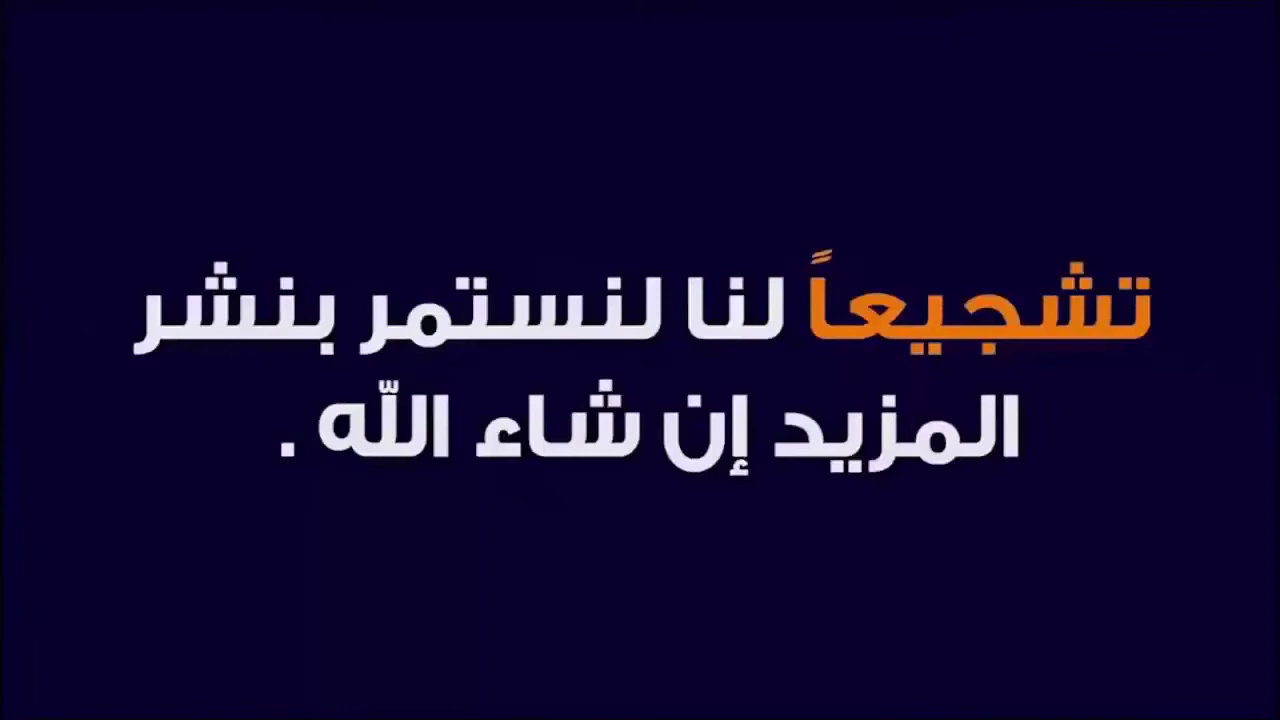 تشجيعاً لنا لنستمر بنشر
المزيد إن شاء اللّه .